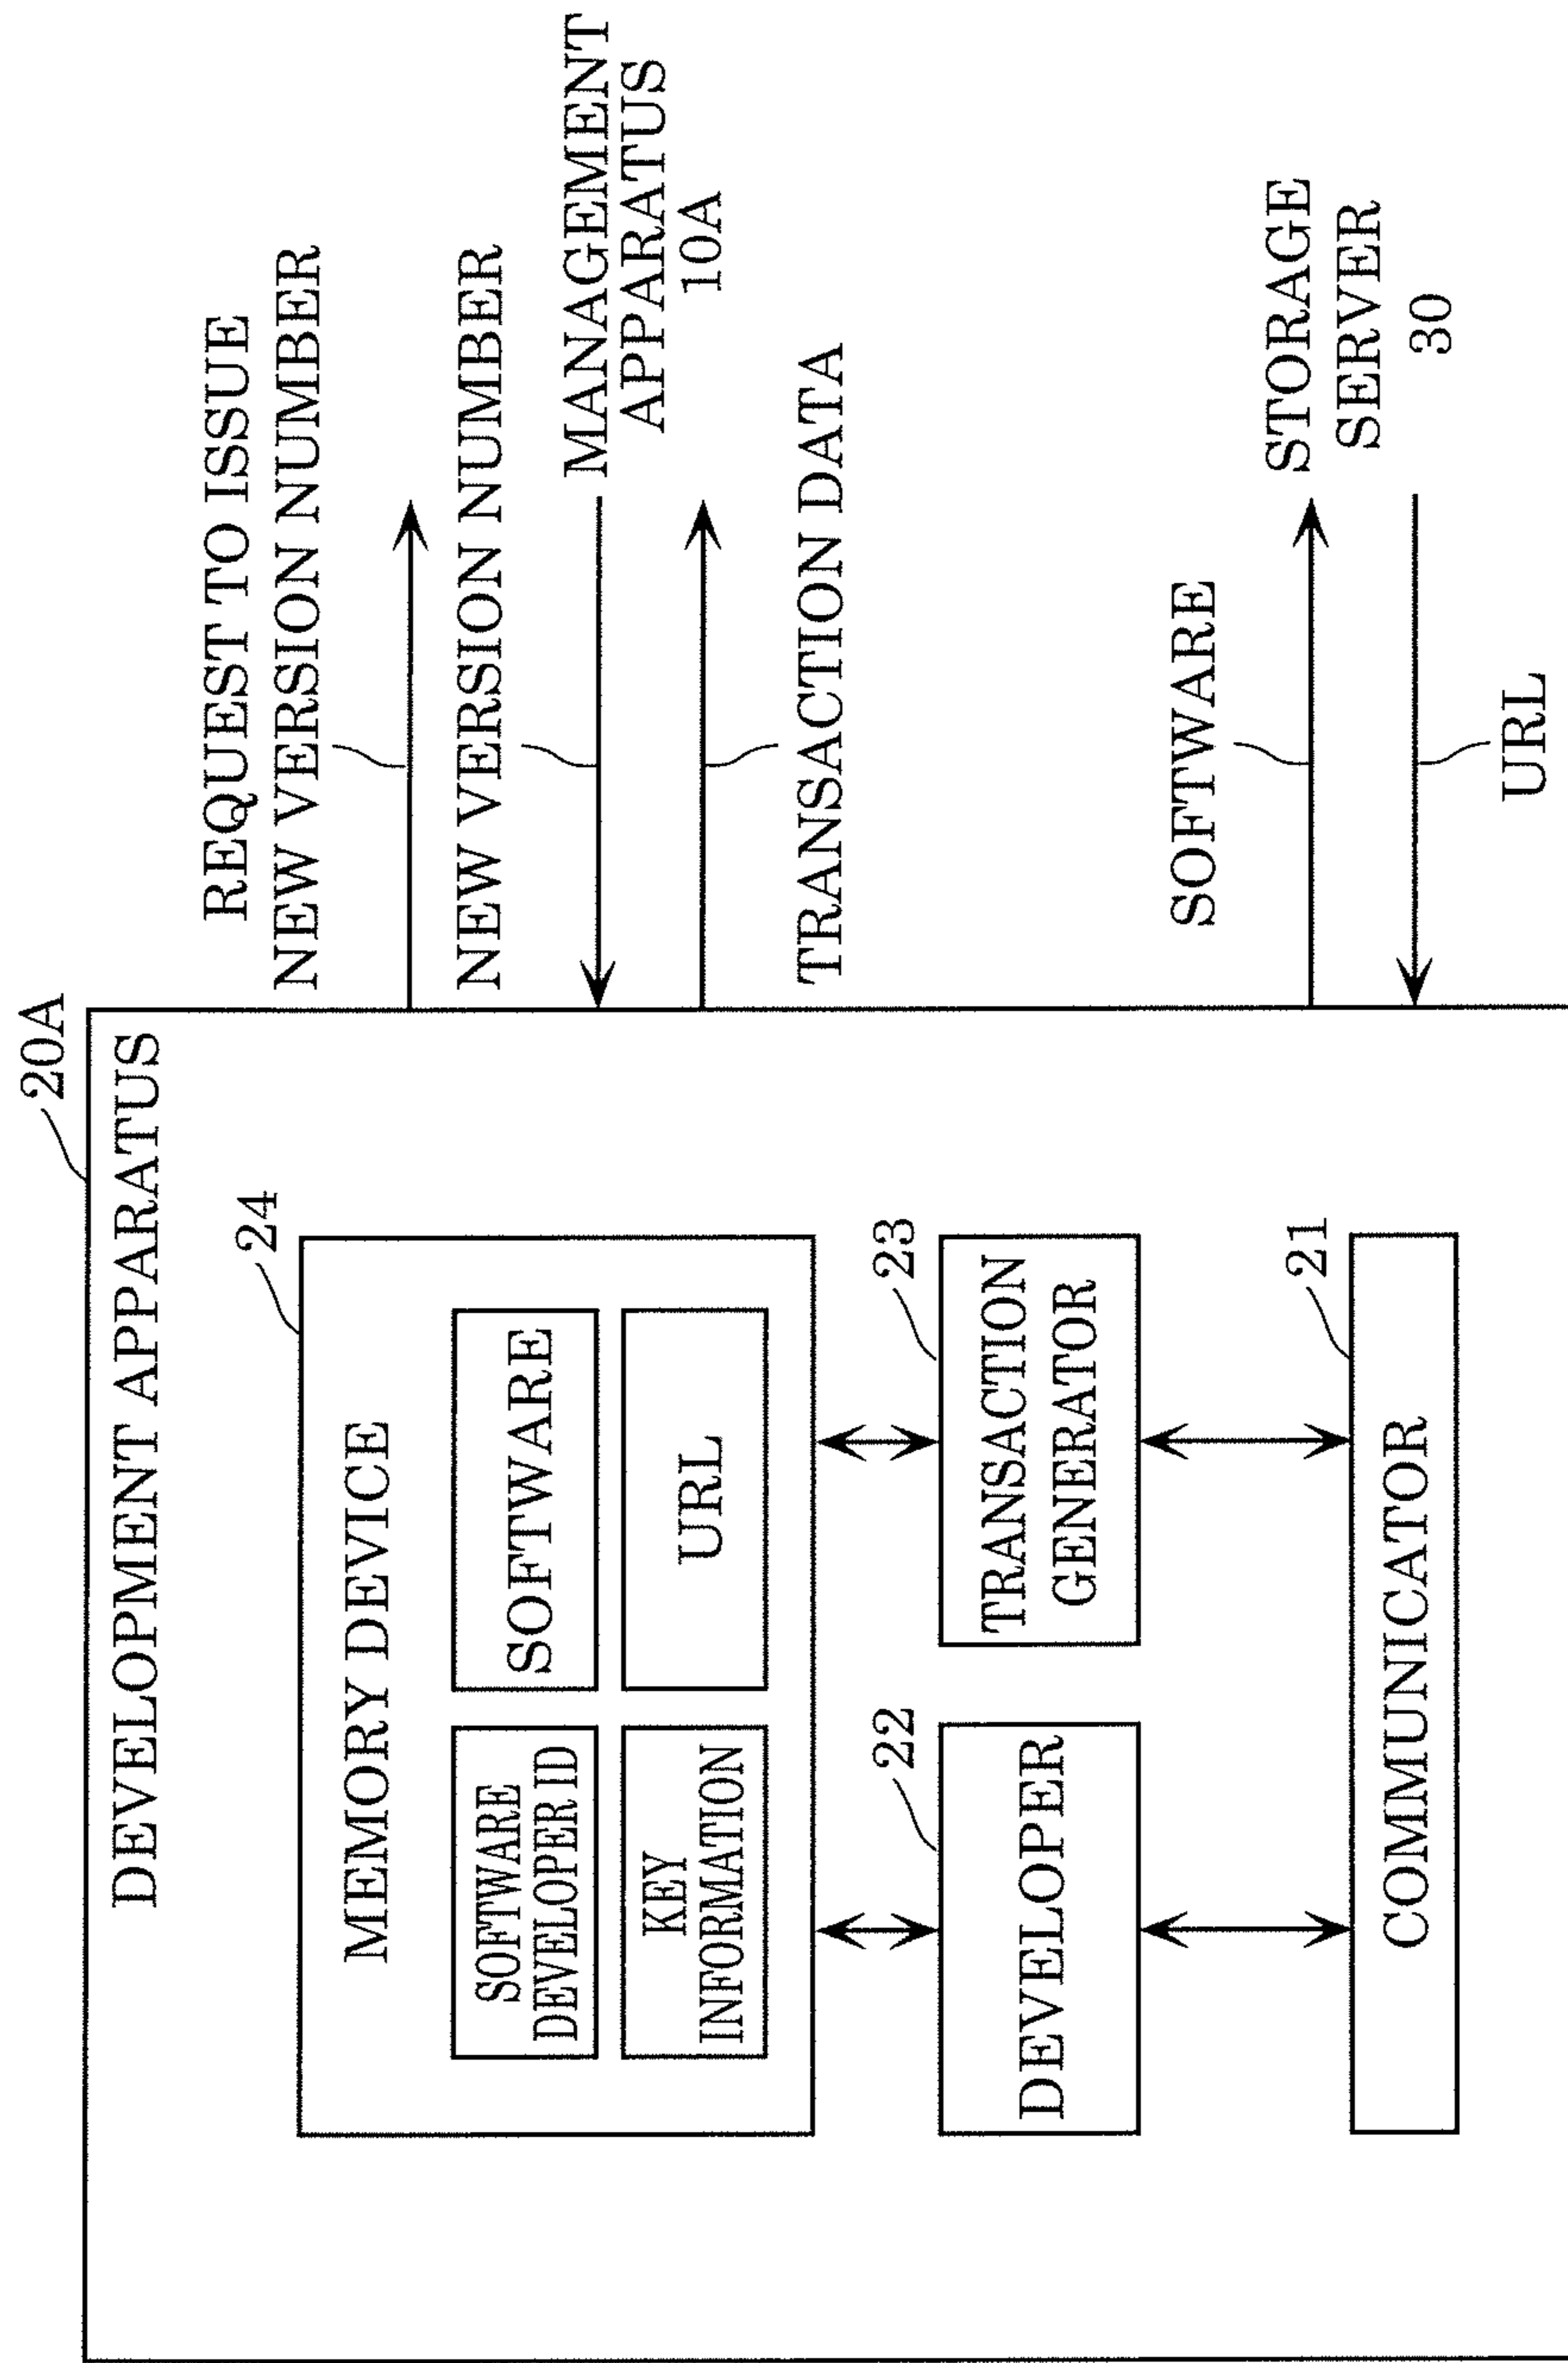 20A
DEVELOPMENT APPARATUS
24
MEMORY DEVICE
SOFTWARE
DEVELOPER ID
SOFTWARE
KEY
INFORMATION
URL
22
DEVELOPER
23
TRANSACTION
GENERATOR
21
COMMUNICATOR
REQUEST TO ISSUE
NEW VERSION NUMBER
NEW VERSION NUMBER
MANAGEMENT
APPARATUS
10A
TRANSACTION DATA
SOFTWARE
STORAGE
SERVER
30
URL